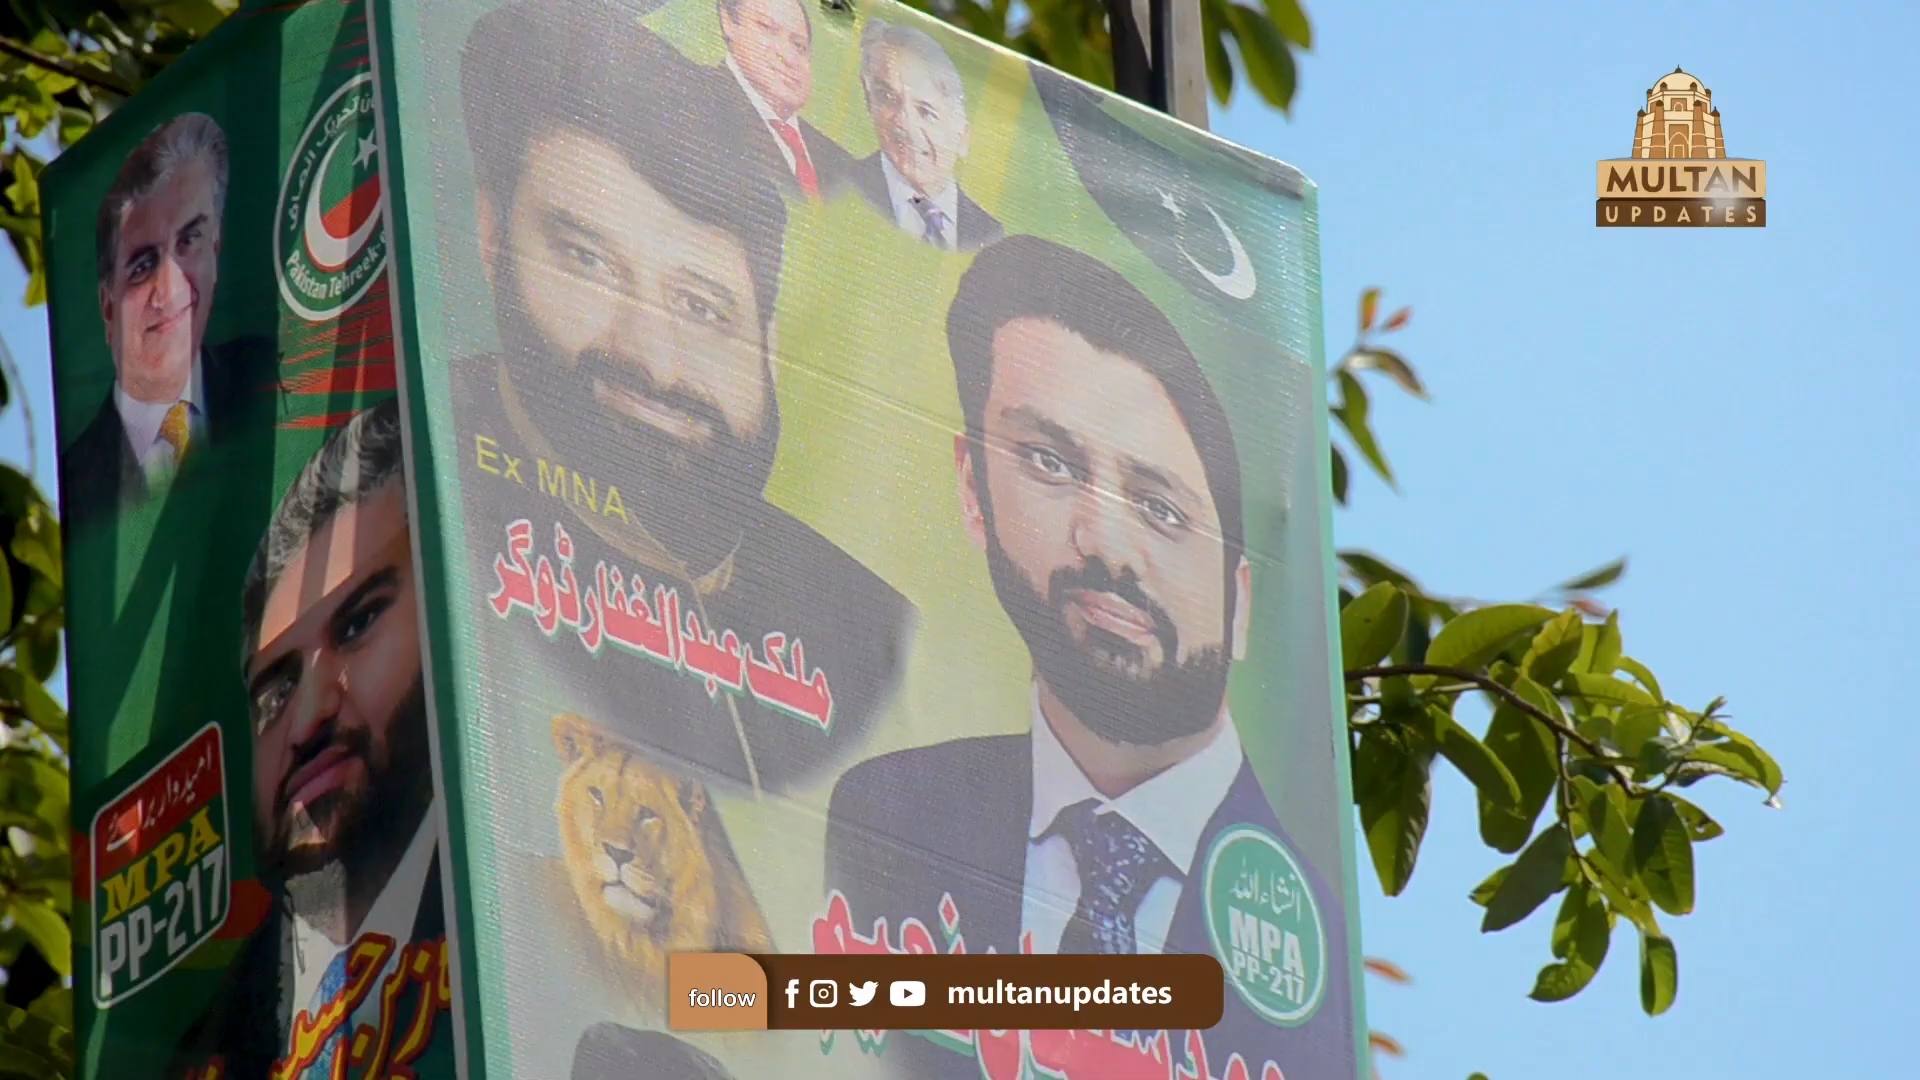 MULTAN
UPDATES
Pakistan Tehreek-e
Ex MNA
ملک عبدالغفار ڈوگر
امیدوار برائے
MPA
PP-217
انشاءاللہ
MPA
PP-217
نعیم
follow
multanupdates